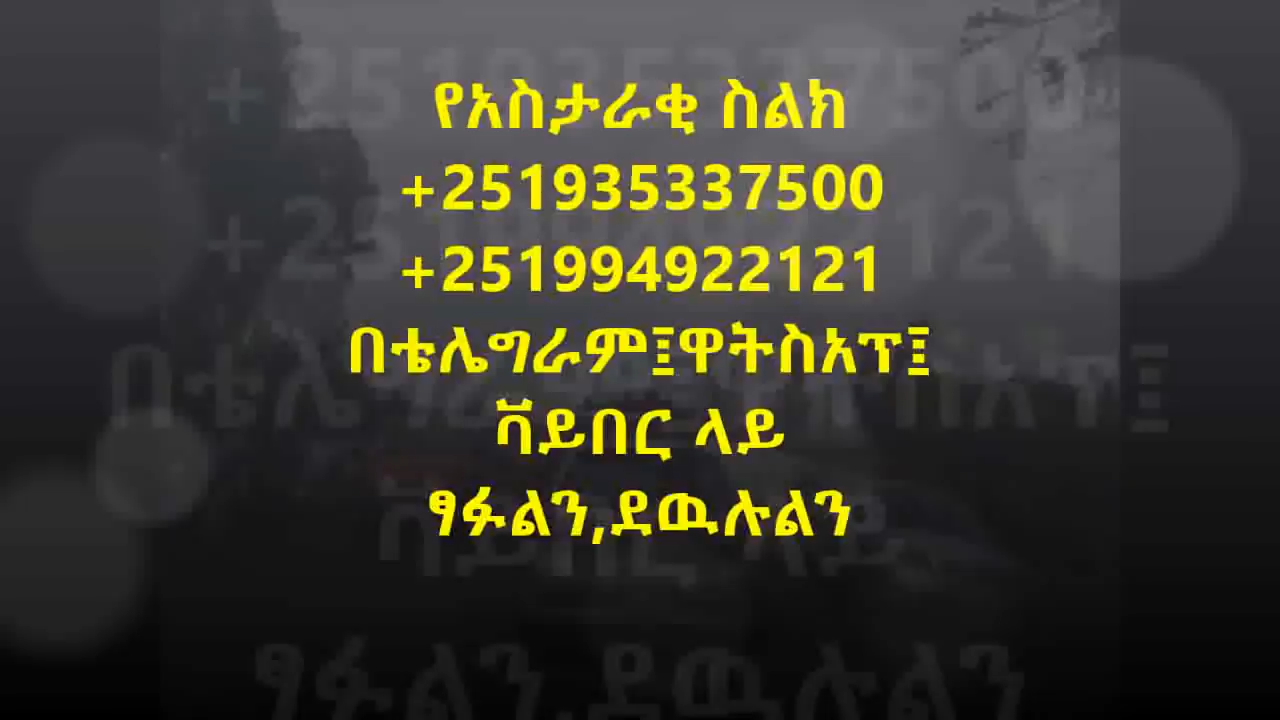 የአስታራቂ ስልክ
+251935337500
+251994922121
በቴሌግራም፤ዋትስአፕ፤
ቫይበር ላይ
ፃፉልን,ደዉሉልን